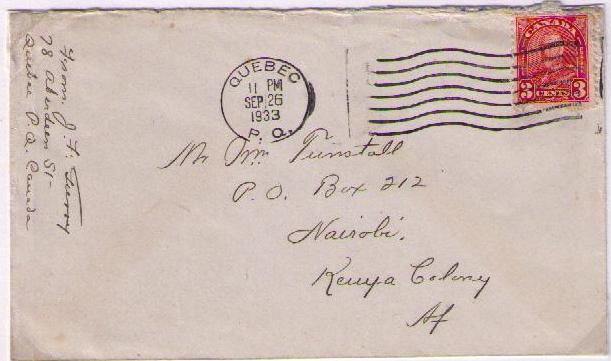 From. J. H.
78 Aberdeen St-
Quebec P.Q. Canada
QUEBEC
11 PM
SEP 26
1933
P. Q.
CANADA
3 CENTS 3
Mr Wm Tunstall
P.O. Box 212
Nairobi.
Kenya Colony
Af